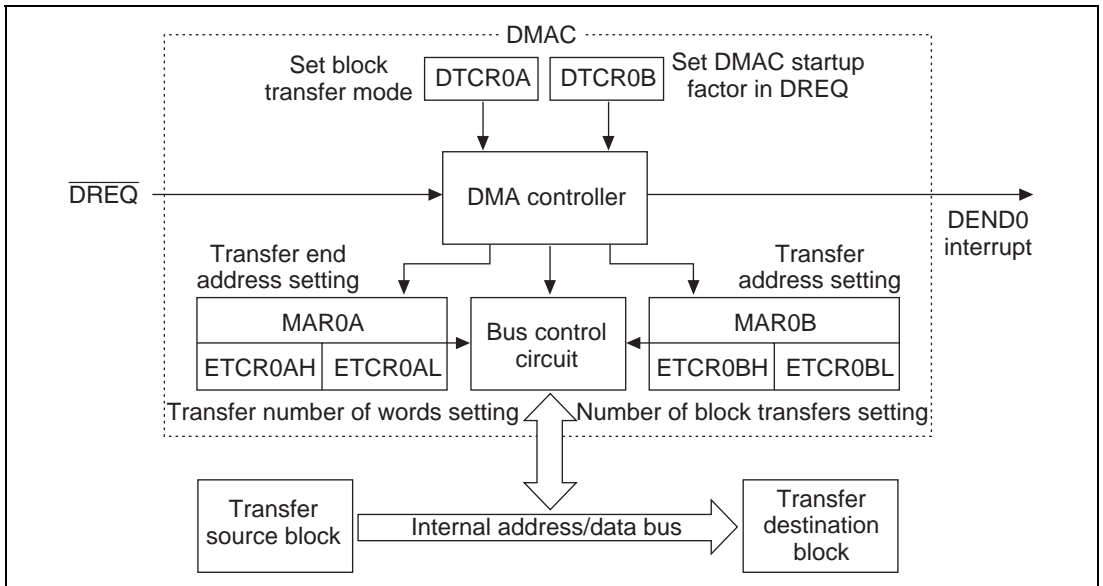 DMAC
Set block
transfer mode
DTCR0A
DTCR0B
Set DMAC startup
factor in DREQ
DREQ
DMA controller
DEND0
interrupt
Transfer end
address setting
Transfer
address setting
MAR0A
ETCR0AH
ETCR0AL
Bus control
circuit
MAR0B
ETCR0BH
ETCR0BL
Transfer number of words setting
Number of block transfers setting
Transfer
source block
Internal address/data bus
Transfer
destination
block